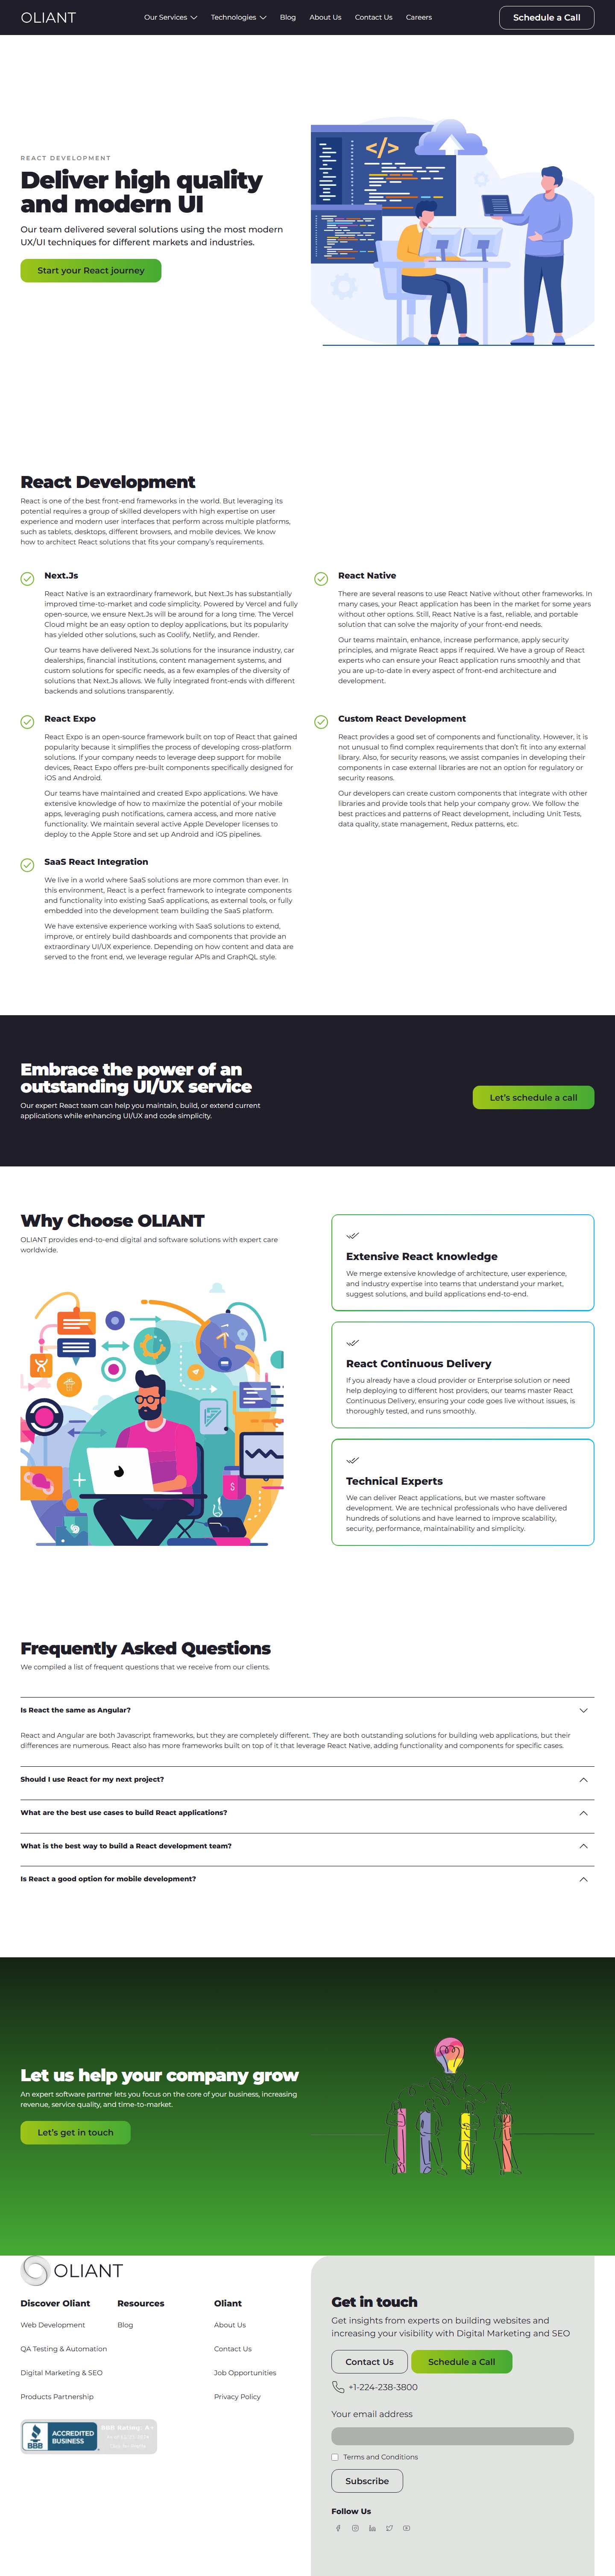 OLIANT
Our Services
Technologies
Blog
About Us
Contact Us
Careers
Schedule a Call
REACT DEVELOPMENT
Deliver high quality
and modern UI
Our team delivered several solutions using the most modern
UX/UI techniques for different markets and industries.
Start your React journey
</>
React Development
React is one of the best front-end frameworks in the world. But leveraging its
potential requires a group of skilled developers with high expertise on user
experience and modern user interfaces that perform across multiple platforms,
such as tablets, desktops, different browsers, and mobile devices. We know
how to architect React solutions that fits your company's requirements.
Next.Js
React Native is an extraordinary framework, but Next.Js has substantially
improved time-to-market and code simplicity. Powered by Vercel and fully
open-source, we ensure Next.Js will be around for a long time. The Vercel
Cloud might be an easy option to deploy applications, but its popularity
has yielded other solutions, such as Coolify, Netlify, and Render.
Our teams have delivered Next.Js solutions for the insurance industry, car
dealerships, financial institutions, content management systems, and
custom solutions for specific needs, as a few examples of the diversity of
solutions that Next.Js allows. We fully integrated front-ends with different
backends and solutions transparently.
React Native
There are several reasons to use React Native without other frameworks. In
many cases, your React application has been in the market for some years
without other options. Still, React Native is a fast, reliable, and portable
solution that can solve the majority of your front-end needs.
Our teams maintain, enhance, increase performance, apply security
principles, and migrate React apps if required. We have a group of React
experts who can ensure your React application runs smoothly and that
you are up-to-date in every aspect of front-end architecture and
development.
React Expo
React Expo is an open-source framework built on top of React that gained
popularity because it simplifies the process of developing cross-platform
solutions. If your company needs to leverage deep support for mobile
devices, React Expo offers pre-built components specifically designed for
iOS and Android.
Our teams have maintained and created Expo applications. We have
extensive knowledge of how to maximize the potential of your mobile
apps, leveraging push notifications, camera access, and more native
functionality. We maintain several active Apple Developer licenses to
deploy to the Apple Store and set up Android and iOS pipelines.
Custom React Development
React provides a good set of components and functionality. However, it is
not unusual to find complex requirements that don't fit into any external
library. Also, for security reasons, we assist companies in developing their
components in case external libraries are not an option for regulatory or
security reasons.
Our developers can create custom components that integrate with other
libraries and provide tools that help your company grow. We follow the
best practices and patterns of React development, including Unit Tests,
data quality, state management, Redux patterns, etc.
SaaS React Integration
We live in a world where SaaS solutions are more common than ever. In
this environment, React is a perfect framework to integrate components
and functionality into existing SaaS applications, as external tools, or fully
embedded into the development team building the SaaS platform.
We have extensive experience working with SaaS solutions to extend,
improve, or entirely build dashboards and components that provide an
extraordinary UI/UX experience. Depending on how content and data are
served to the front end, we leverage regular APIs and GraphQL style.
Embrace the power of an
outstanding UI/UX service
Our expert React team can help you maintain, build, or extend current
applications while enhancing UI/UX and code simplicity.
Let's schedule a call
Why Choose OLIANT
OLIANT provides end-to-end digital and software solutions with expert care
worldwide.
$
Extensive React knowledge
We merge extensive knowledge of architecture, user experience,
and industry expertise into teams that understand your market,
suggest solutions, and build applications end-to-end.
React Continuous Delivery
If you already have a cloud provider or Enterprise solution or need
help deploying to different host providers, our teams master React
Continuous Delivery, ensuring your code goes live without issues, is
thoroughly tested, and runs smoothly.
Technical Experts
We can deliver React applications, but we master software
development. We are technical professionals who have delivered
hundreds of solutions and have learned to improve scalability,
security, performance, maintainability and simplicity.
Frequently Asked Questions
We compiled a list of frequent questions that we receive from our clients.
Is React the same as Angular?
React and Angular are both Javascript frameworks, but they are completely different. They are both outstanding solutions for building web applications, but their
differences are numerous. React also has more frameworks built on top of it that leverage React Native, adding functionality and components for specific cases.
Should I use React for my next project?
What are the best use cases to build React applications?
What is the best way to build a React development team?
Is React a good option for mobile development?
Let us help your company grow
An expert software partner lets you focus on the core of your business, increasing
revenue, service quality, and time-to-market.
Let's get in touch
OLIANT
Discover Oliant
Web Development
QA Testing & Automation
Digital Marketing & SEO
Products Partnership
Resources
Blog
Oliant
About Us
Contact Us
Job Opportunities
Privacy Policy
BBB
ACCREDITED
BUSINESS
BBB Rating: A+
Get in touch
Get insights from experts on building websites and
increasing your visibility with Digital Marketing and SEO
Contact Us
Schedule a Call
+1-224-238-3800
Your email address
Terms and Conditions
Subscribe
Follow Us